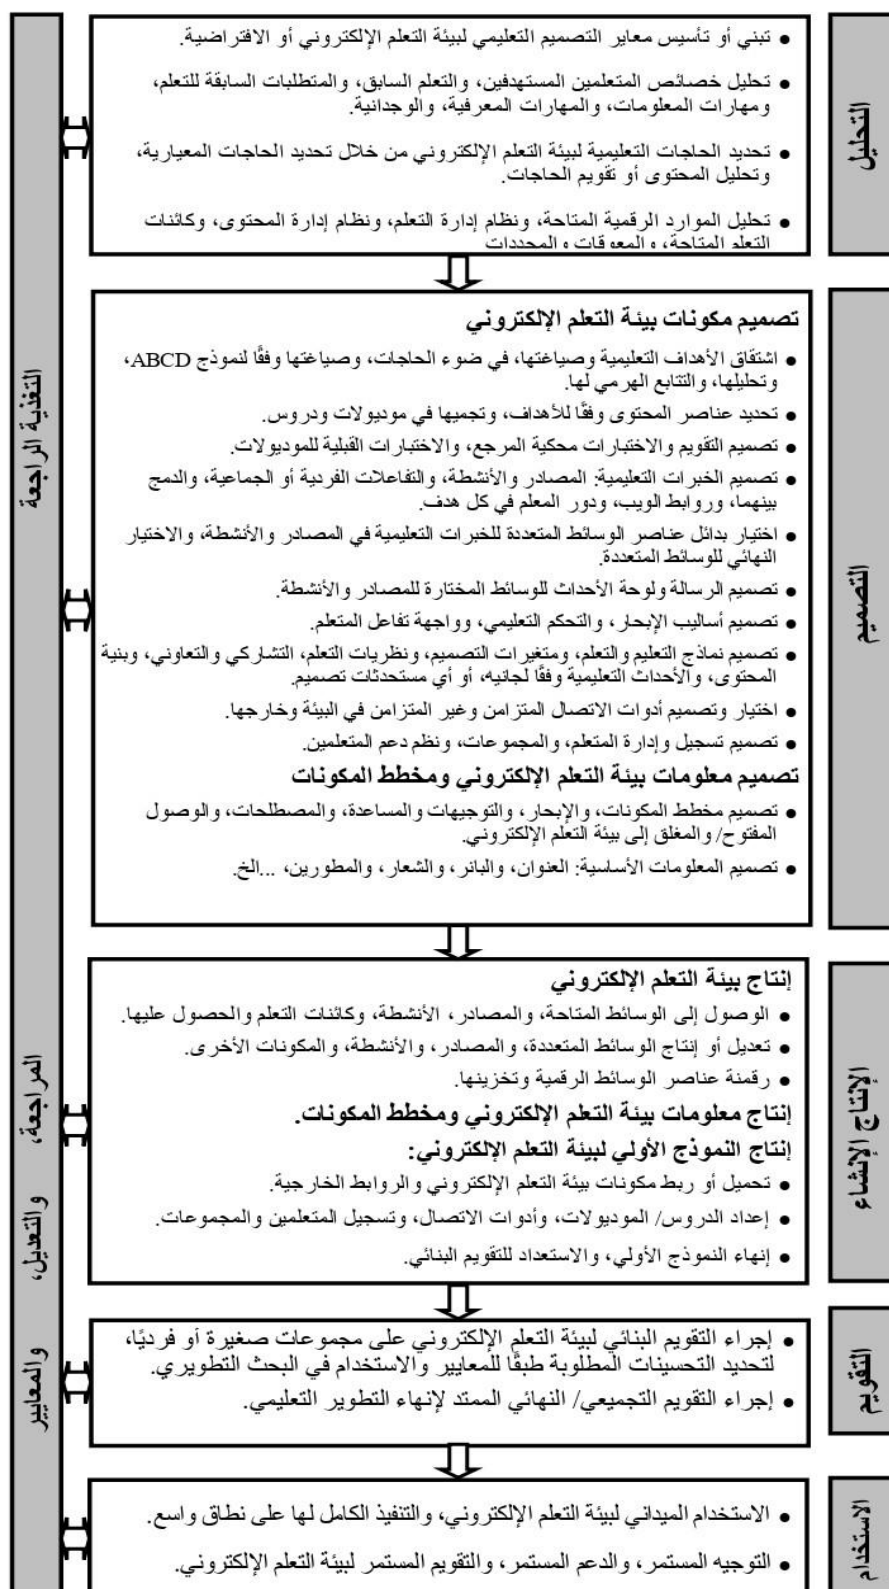 التحليل
● تبني أو تأسيس معاير التصميم التعليمي لبيئة التعلم الإلكتروني أو الافتراضية.
● تحليل خصائص المتعلمين المستهدفين، والتعلم السابق، والمتطلبات السابقة للتعلم،
ومهارات المعلومات، والمهارات المعرفية، والوجدانية.
● تحديد الحاجات التعليمية لبيئة التعلم الإلكتروني من خلال تحديد الحاجات المعيارية،
وتحليل المحتوى أو تقويم الحاجات.
● تحليل الموارد الرقمية المتاحة، ونظام إدارة التعلم، ونظام إدارة المحتوى، وكائنات
التعلم المتاحة، والمعوقات والمحددات
التصميم
تصميم مكونات بيئة التعلم الإلكتروني
● اشتقاق الأهداف التعليمية وصياغتها، في ضوء الحاجات، وصياغتها وفقًا لنموذج ABCD،
وتحليلها، والتتابع الهرمي لها.
● تحديد عناصر المحتوى وفقًا للأهداف، وتجميها في موديولات ودروس.
● تصميم التقويم والاختبارات محكية المرجع، والاختبارات القبلية للموديولات.
● تصميم الخبرات التعليمية: المصادر والأنشطة، والتفاعلات الفردية أو الجماعية، والدمج
بينهما، وروابط الويب، ودور المعلم في كل هدف.
● اختيار بدائل عناصر الوسائط المتعددة للخبرات التعليمية في المصادر والأنشطة، والاختيار
النهائي للوسائط المتعددة.
● تصميم الرسالة ولوحة الأحداث للوسائط المختارة للمصادر والأنشطة.
● تصميم أساليب الإبحار، والتحكم التعليمي، وواجهة تفاعل المتعلم.
● تصميم نماذج التعليم والتعلم، ومتغيرات التصميم، ونظريات التعلم، التشاركي والتعاوني، وبنية
المحتوى، والأحداث التعليمية وفقًا لجانيه، أو أي مستحدثات تصميم.
● اختيار وتصميم أدوات الاتصال المتزامن وغير المتزامن في البيئة وخارجها.
● تصميم تسجيل وإدارة المتعلم، والمجموعات، ونظم دعم المتعلمين.
تصميم معلومات بيئة التعلم الإلكتروني ومخطط المكونات
● تصميم مخطط المكونات، والإبحار، والتوجيهات والمساعدة، والمصطلحات، والوصول
المفتوح/ والمغلق إلى بيئة التعلم الإلكتروني.
● تصميم المعلومات الأساسية: العنوان، والبانر، والشعار، والمطورين، ...الخ.
الإنتاج الإنشاء
إنتاج بيئة التعلم الإلكتروني
● الوصول إلى الوسائط المتاحة، والمصادر، الأنشطة، وكائنات التعلم والحصول عليها.
● تعديل أو إنتاج الوسائط المتعددة، والمصادر، والأنشطة، والمكونات الأخرى.
● رقمنة عناصر الوسائط الرقمية وتخزينها.
إنتاج معلومات بيئة التعلم الإلكتروني ومخطط المكونات.
إنتاج النموذج الأولي لبيئة التعلم الإلكتروني:
● تحميل أو ربط مكونات بيئة التعلم الإلكتروني والروابط الخارجية.
● إعداد الدروس/ الموديولات، وأدوات الاتصال، وتسجيل المتعلمين والمجموعات.
● إنهاء النموذج الأولي، والاستعداد للتقويم البنائي.
التقويم
● إجراء التقويم البنائي لبيئة التعلم الإلكتروني على مجموعات صغيرة أو فرديًا،
لتحديد التحسينات المطلوبة طبقًا للمعايير والاستخدام في البحث التطويري.
● إجراء التقويم التجميعي/ النهائي الممتد لإنهاء التطوير التعليمي.
الاستخدام
● الاستخدام الميداني لبيئة التعلم الإلكتروني، والتنفيذ الكامل لها على نطاق واسع.
● التوجيه المستمر، والدعم المستمر، والتقويم المستمر لبيئة التعلم الإلكتروني.
التغذية الراجعة
المراجعة، والتعديل، والمعايير